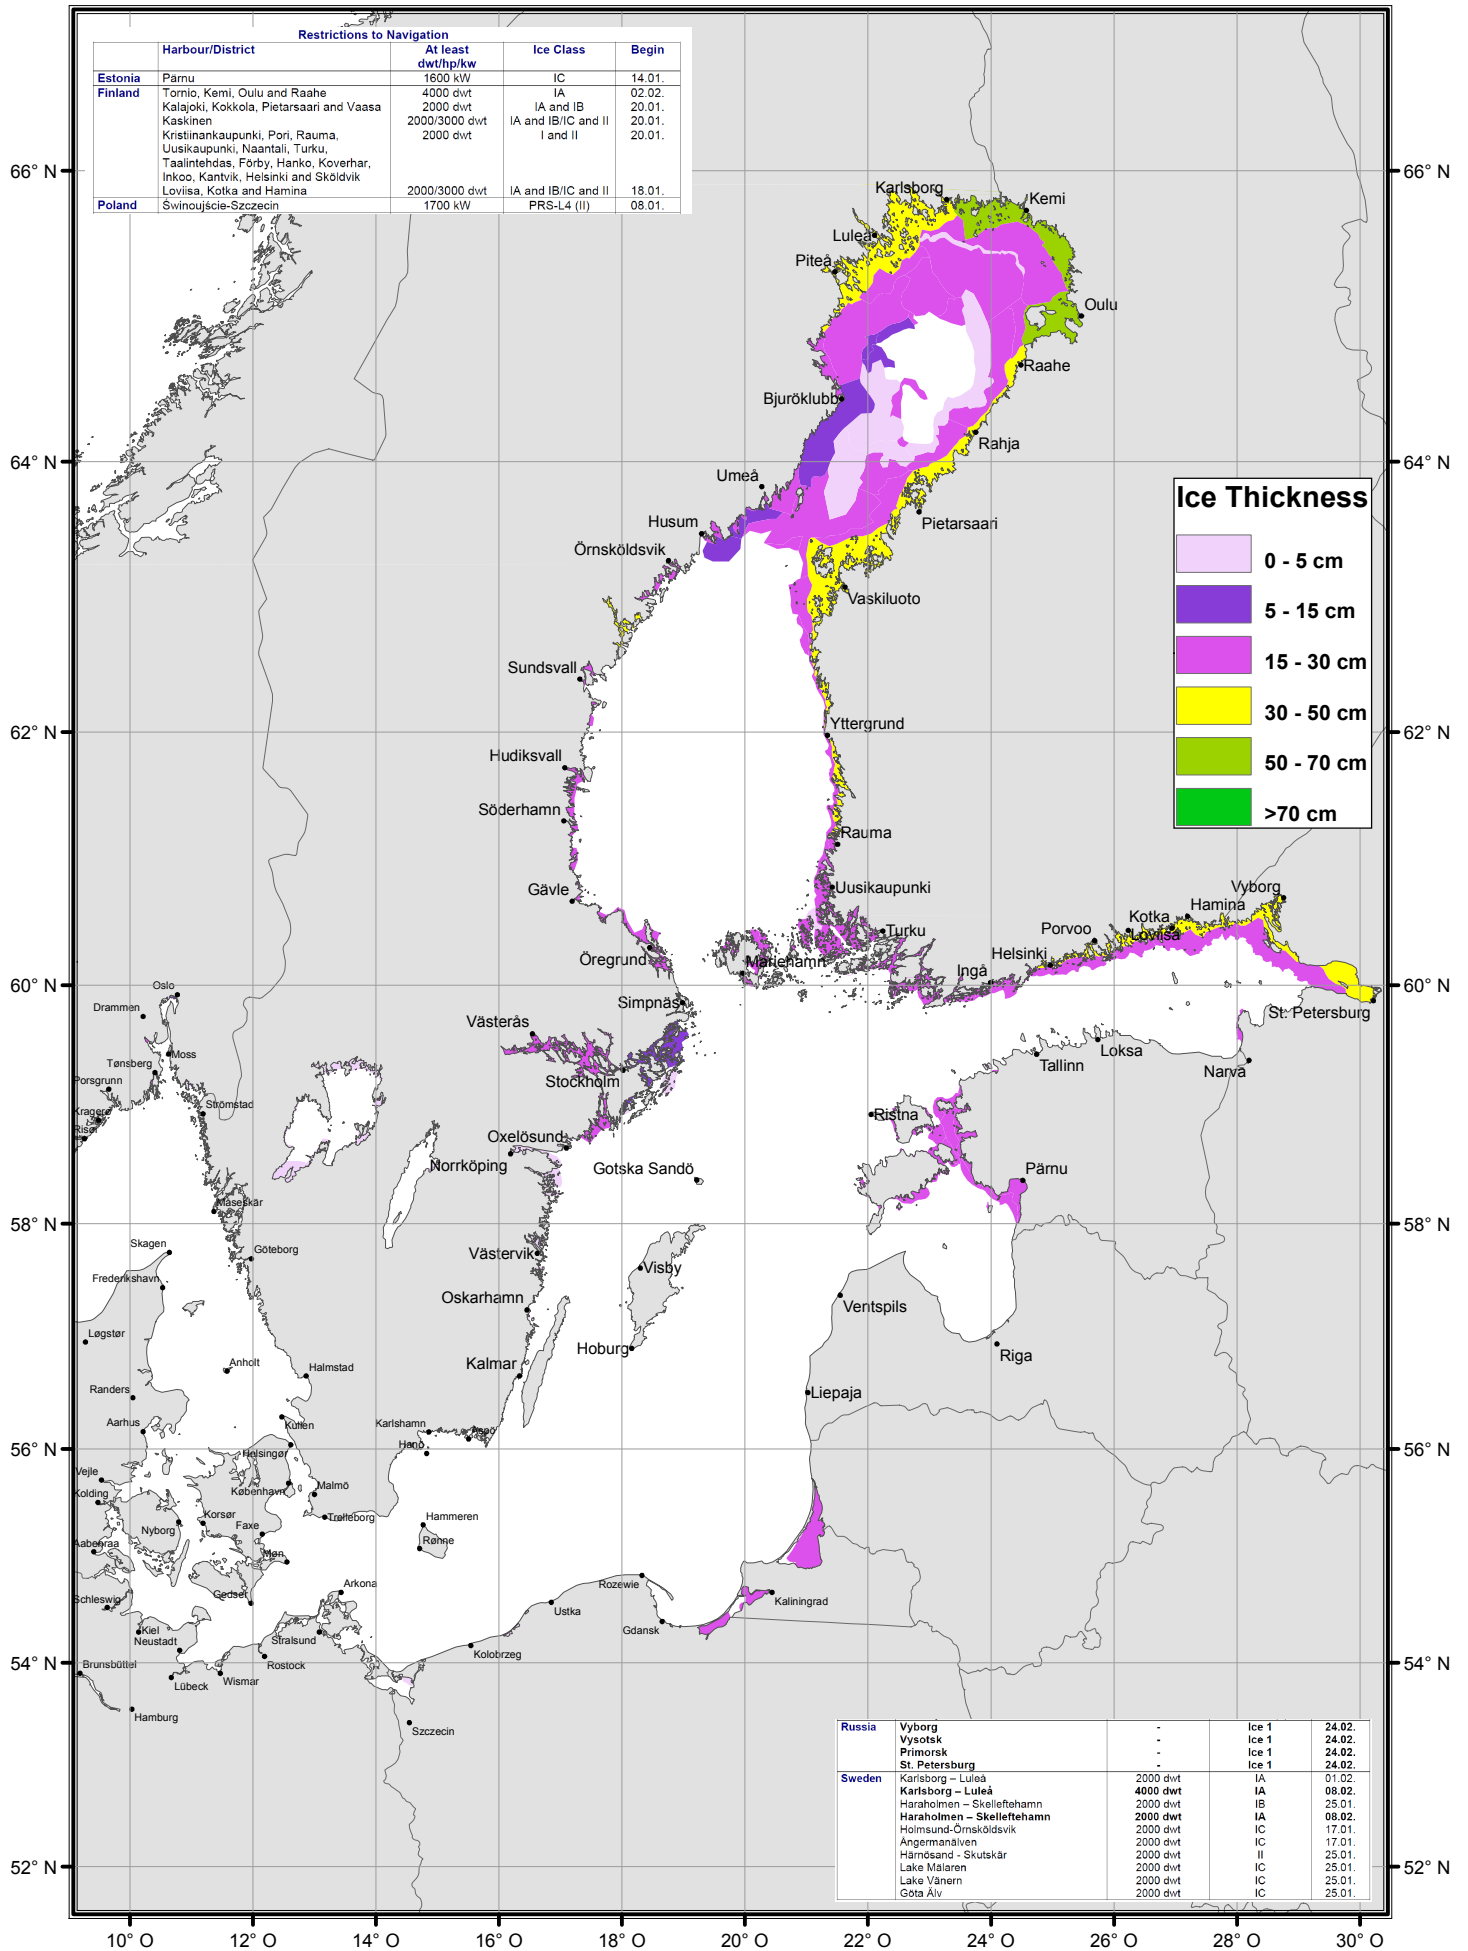 Restrictions to Navigation
Harbour/District At least dwt/hp/kw Ice Class Begin
Estonia Pärnu 1600 kW IC 14.01.
Finland Tornio, Kemi, Oulu and Raahe 4000 dwt IA 02.02.
Kalajoki, Kokkola, Pietarsaari and Vaasa 2000 dwt IA and IB 20.01.
Kaskinen 2000/3000 dwt IA and IB/IC and II 20.01.
Kristiinankaupunki, Pori, Rauma, 2000 dwt I and II 20.01.
Uusikaupunki, Naantali, Turku,
Taalintehdas, Förby, Hanko, Koverhar,
Inkoo, Kantvik, Helsinki and Sköldvik
Loviisa, Kotka and Hamina 2000/3000 dwt IA and IB/IC and II 18.01.
Poland Świnoujście-Szczecin 1700 kW PRS-L4 (II) 08.01.
66° N 66° N
Karlsborg
Kemi
Luleå
Piteå
Oulu
Raahe
Bjuröklubb
Rahja
64° N 64° N
Umeå
Pietarsaari
Husum
Örnsköldsvik
Vaskiluoto
Ice Thickness
0 - 5 cm
5 - 15 cm
15 - 30 cm
30 - 50 cm
50 - 70 cm
>70 cm
Sundsvall
Yttergrund
62° N 62° N
Hudiksvall
Söderhamn
Rauma
Gävle
Uusikaupunki
Vyborg
Hamina
Kotka
Loviisa
Porvoo
Turku
Helsinki
Öregrund
Mariehamn
Ingå
60° N 60° N
Oslo
Drammen
Simpnäs
St. Petersburg
Västerås
Moss
Tønsberg
Loksa
Tallinn
Narva
Porsgrunn
Stockholm
Strömstad
Kragerø
Risør
Ristna
Oxelösund
Norrköping
Gotska Sandö
Pärnu
Måseskär
58° N 58° N
Skagen
Göteborg
Västervik
Visby
Frederikshavn
Oskarhamn
Ventspils
Løgstør
Hoburg
Riga
Anholt
Halmstad
Kalmar
Randers
Liepaja
Aarhus
Kullen
Karlshamn
Aspö
Hanö
56° N 56° N
Helsingør
Vejle
København
Malmö
Kolding
Korsør
Trelleborg
Hammeren
Nyborg
Faxe
Rønne
Aabenraa
Møn
Arkona
Rozewie
Kaliningrad
Schleswig
Gedser
Ustka
Gdansk
Kiel
Neustadt
Stralsund
Kolobrzeg
54° N 54° N
Brunsbüttel
Lübeck
Wismar
Rostock
Hamburg
Szczecin
Russia Vyborg - Ice 1 24.02.
Vysotsk - Ice 1 24.02.
Primorsk - Ice 1 24.02.
St. Petersburg - Ice 1 24.02.
Sweden Karlsborg – Luleå 2000 dwt IA 01.02.
Karlsborg – Luleå 4000 dwt IA 08.02.
Haraholmen – Skelleftehamn 2000 dwt IB 25.01.
Haraholmen – Skelleftehamn 2000 dwt IA 08.02.
Holmsund-Örnsköldsvik 2000 dwt IC 17.01.
Ångermanälven 2000 dwt IC 17.01.
Härnösand - Skutskär 2000 dwt II 25.01.
Lake Mälaren 2000 dwt IC 25.01.
Lake Vänern 2000 dwt IC 25.01.
Göta Älv 2000 dwt IC 25.01.
52° N 52° N
10° O 12° O 14° O 16° O 18° O 20° O 22° O 24° O 26° O 28° O 30° O